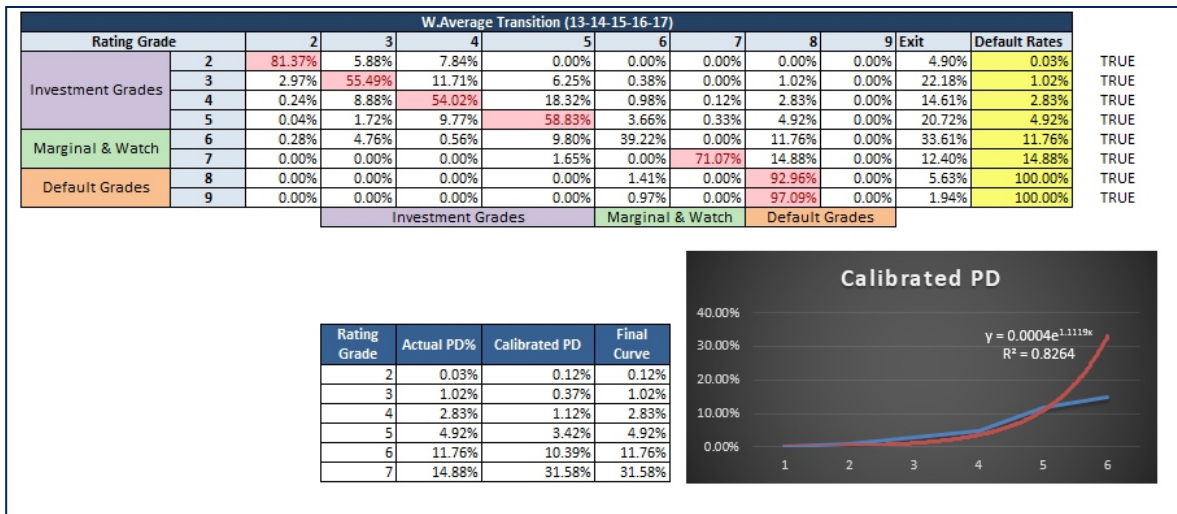 W.Average Transition (13-14-15-16-17)
Rating Grade 2 3 4 5 6 7 8 9 Exit Default Rates
Investment Grades
2 81.37% 5.88% 7.84% 0.00% 0.00% 0.00% 0.00% 0.00% 4.90% 0.03% TRUE
3 2.97% 55.49% 11.71% 6.25% 0.38% 0.00% 1.02% 0.00% 22.18% 1.02% TRUE
4 0.24% 8.88% 54.02% 18.32% 0.98% 0.12% 2.83% 0.00% 14.61% 2.83% TRUE
5 0.04% 1.72% 9.77% 58.83% 3.66% 0.33% 4.92% 0.00% 20.72% 4.92% TRUE
Marginal & Watch
6 0.28% 4.76% 0.56% 9.80% 39.22% 0.00% 11.76% 0.00% 33.61% 11.76% TRUE
7 0.00% 0.00% 0.00% 1.65% 0.00% 71.07% 14.88% 0.00% 12.40% 14.88% TRUE
Default Grades
8 0.00% 0.00% 0.00% 0.00% 1.41% 0.00% 92.96% 0.00% 5.63% 100.00% TRUE
9 0.00% 0.00% 0.00% 0.00% 0.97% 0.00% 97.09% 0.00% 1.94% 100.00% TRUE
Investment Grades Marginal & Watch Default Grades
Rating Grade Actual PD% Calibrated PD Final Curve
2 0.03% 0.12% 0.12%
3 1.02% 0.37% 1.02%
4 2.83% 1.12% 2.83%
5 4.92% 3.42% 4.92%
6 11.76% 10.39% 11.76%
7 14.88% 31.58% 31.58%
Calibrated PD
40.00%
30.00%
20.00%
10.00%
0.00%
y = 0.0004e^1.1119x
R² = 0.8264
1 2 3 4 5 6